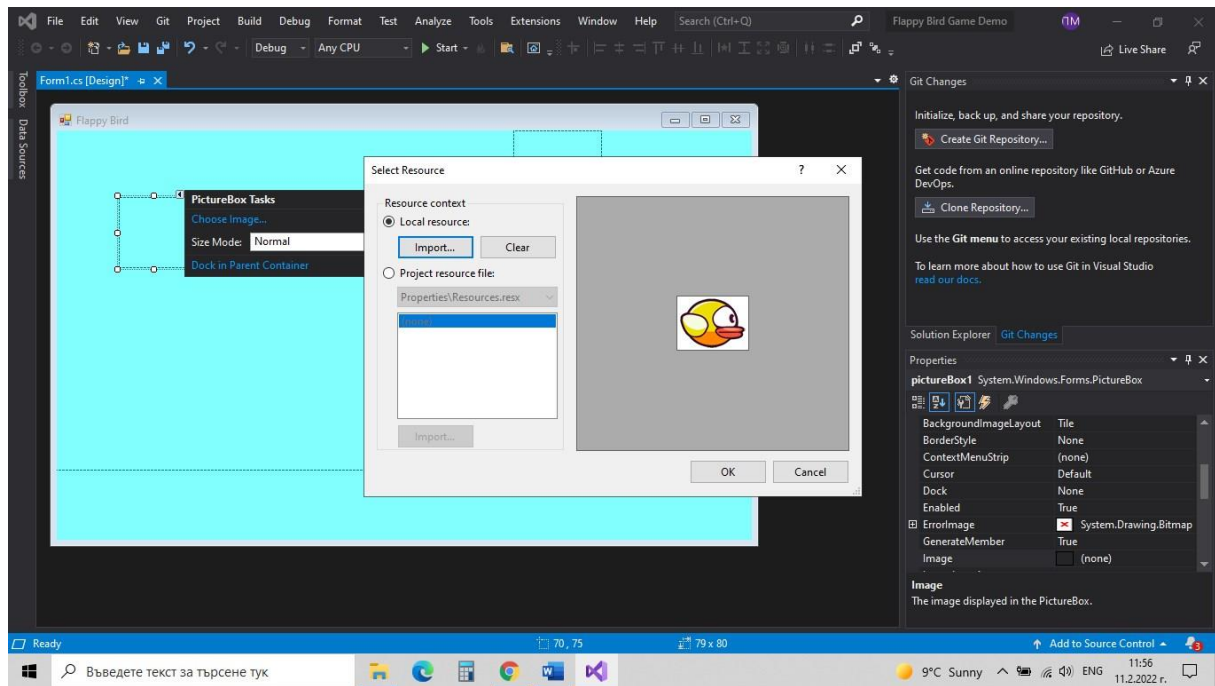 File Edit View Git Project Build Debug Format Test Analyze Tools Extensions Window Help Search (Ctrl+Q) Flappy Bird Game Demo ПМ
Debug Any CPU Start Live Share
Toolbox
Data Sources
Form1.cs [Design]*
Flappy Bird
PictureBox Tasks
Choose Image...
Size Mode: Normal
Dock in Parent Container
Select Resource ? X
Resource context
Local resource:
Import... Clear
Project resource file:
Properties\Resources.resx
(none)
Import...
OK Cancel
Git Changes
Initialize, back up, and share your repository.
Create Git Repository...
Get code from an online repository like GitHub or Azure
DevOps.
Clone Repository...
Use the Git menu to access your existing local repositories.
To learn more about how to use Git in Visual Studio
read our docs.
Solution Explorer Git Changes
Properties
pictureBox1 System.Windows.Forms.PictureBox
BackgroundImageLayout Tile
BorderStyle None
ContextMenuStrip (none)
Cursor Default
Dock None
Enabled True
ErrorImage System.Drawing.Bitmap
GenerateMember True
Image (none)
Image
The image displayed in the PictureBox.
Ready 70, 75 79 x 80 Add to Source Control 3
Въведете текст за търсене тук 9°C Sunny ENG 11:56
11.2.2022 г.